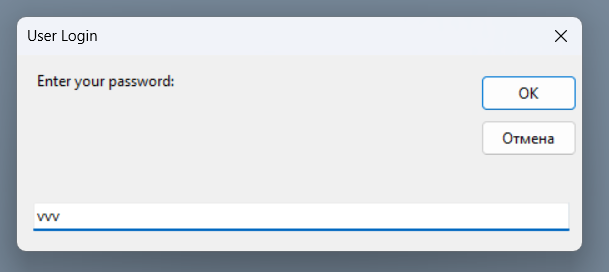 User Login
Enter your password:
OK
Отмена
vvv